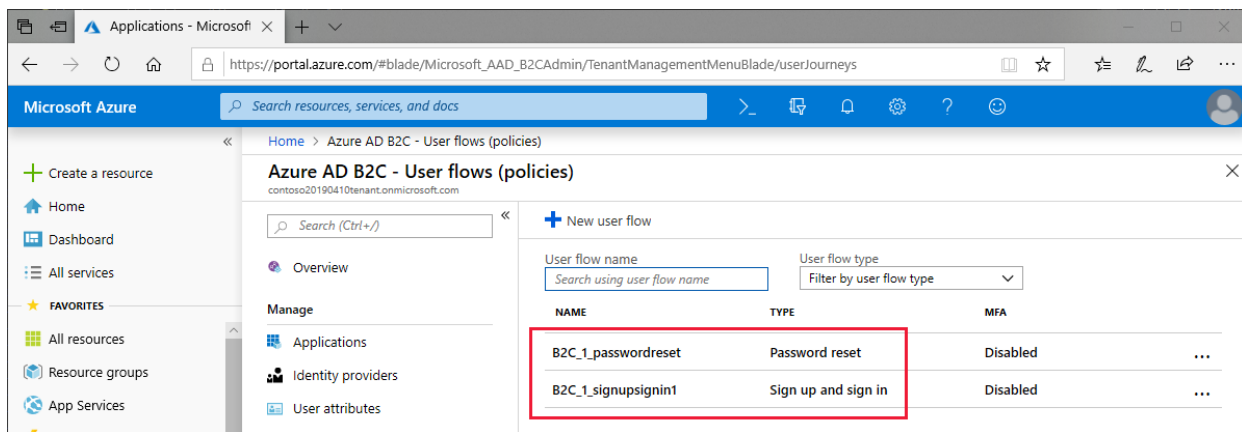 Applications - Microsoft
https://portal.azure.com/#blade/Microsoft_AAD_B2CAdmin/TenantManagementMenuBlade/userJourneys
Microsoft Azure
Search resources, services, and docs
Home > Azure AD B2C - User flows (policies)
Create a resource
Home
Dashboard
All services
FAVORITES
All resources
Resource groups
App Services
Azure AD B2C - User flows (policies)
contoso20190410tenant.onmicrosoft.com
Search (Ctrl+/)
Overview
Manage
Applications
Identity providers
User attributes
New user flow
User flow name
Search using user flow name
User flow type
Filter by user flow type
NAME TYPE MFA
B2C_1_passwordreset Password reset Disabled ...
B2C_1_signupsignin1 Sign up and sign in Disabled ...